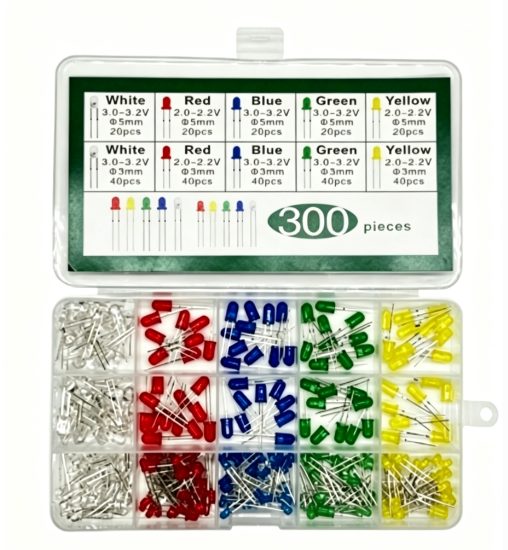 White Red Blue Green Yellow
3.0-3.2V 2.0-2.2V 3.0-3.2V 3.0-3.2V 2.0-2.2V
Φ5mm Φ5mm Φ5mm Φ5mm Φ5mm
20pcs 20pcs 20pcs 20pcs 20pcs
White Red Blue Green Yellow
3.0-3.2V 2.0-2.2V 3.0-3.2V 3.0-3.2V 2.0-2.2V
Φ3mm Φ3mm Φ3mm Φ3mm Φ3mm
40pcs 40pcs 40pcs 40pcs 40pcs
300 pieces